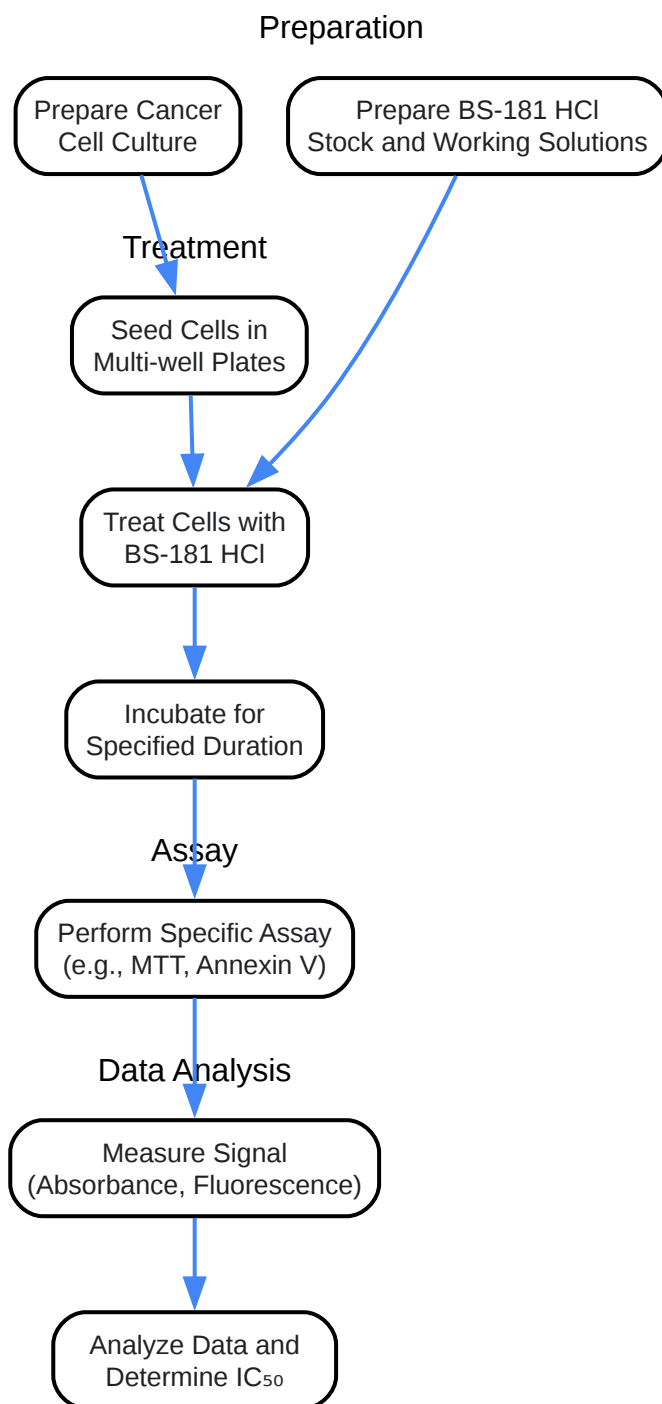 Preparation
Prepare Cancer
Cell Culture
Prepare BS-181 HCl
Stock and Working Solutions
Treatment
Seed Cells in
Multi-well Plates
Treat Cells with
BS-181 HCl
Incubate for
Specified Duration
Assay
Perform Specific Assay
(e.g., MTT, Annexin V)
Data Analysis
Measure Signal
(Absorbance, Fluorescence)
Analyze Data and
Determine IC₅₀